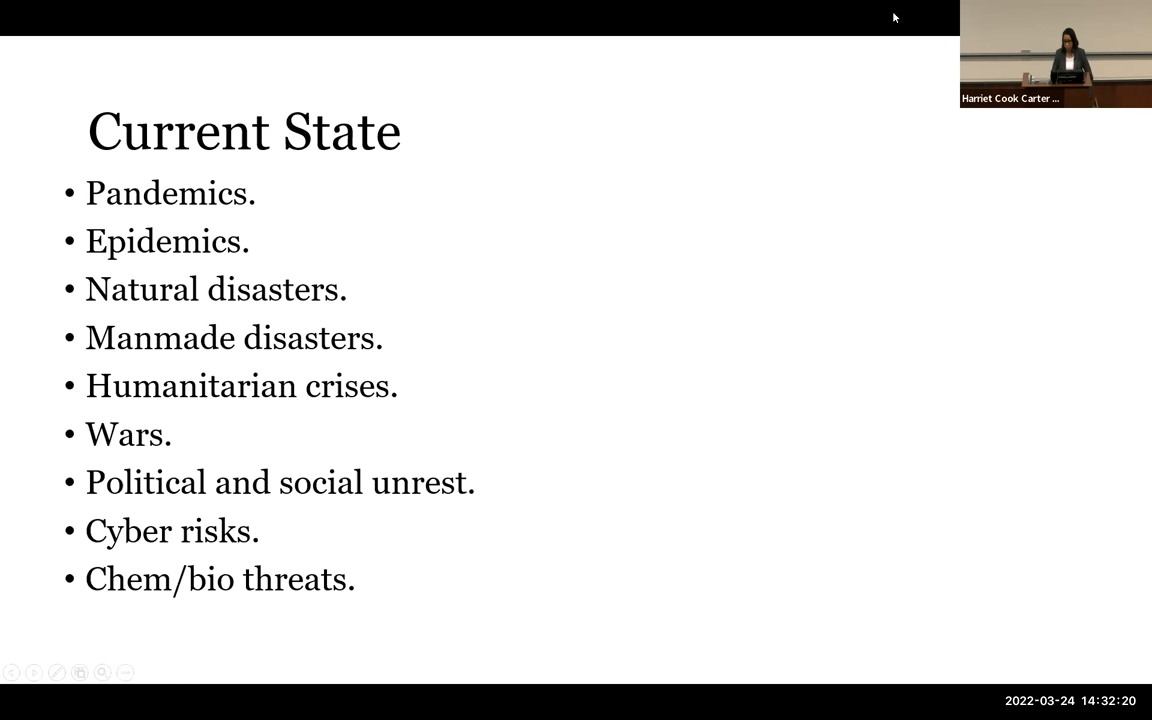 Harriet Cook Carter ...
Current State
• Pandemics.
• Epidemics.
• Natural disasters.
• Manmade disasters.
• Humanitarian crises.
• Wars.
• Political and social unrest.
• Cyber risks.
• Chem/bio threats.
2022-03-24 14:32:20